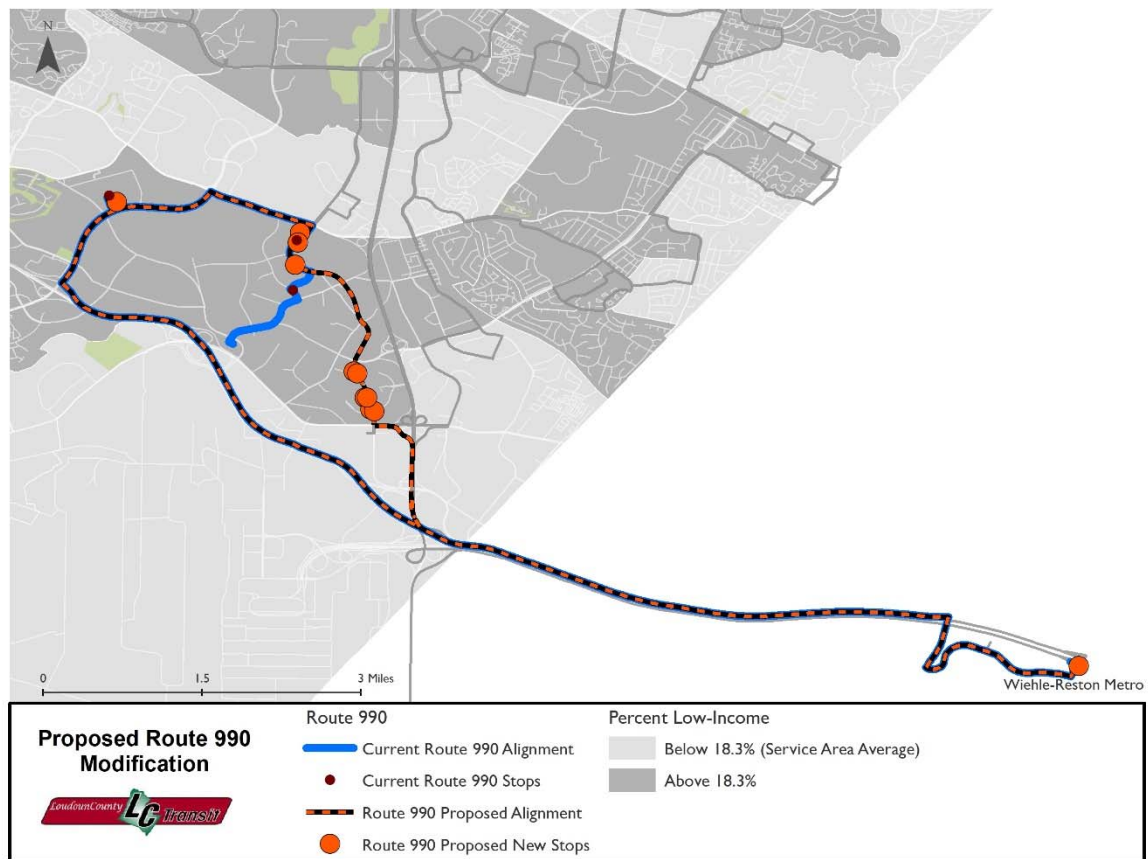 N
0 1.5 3 Miles
Wiehle-Reston Metro
Proposed Route 990
Modification
LoudounCounty LC Transit
Route 990
Current Route 990 Alignment
Current Route 990 Stops
Route 990 Proposed Alignment
Route 990 Proposed New Stops
Percent Low-Income
Below 18.3% (Service Area Average)
Above 18.3%